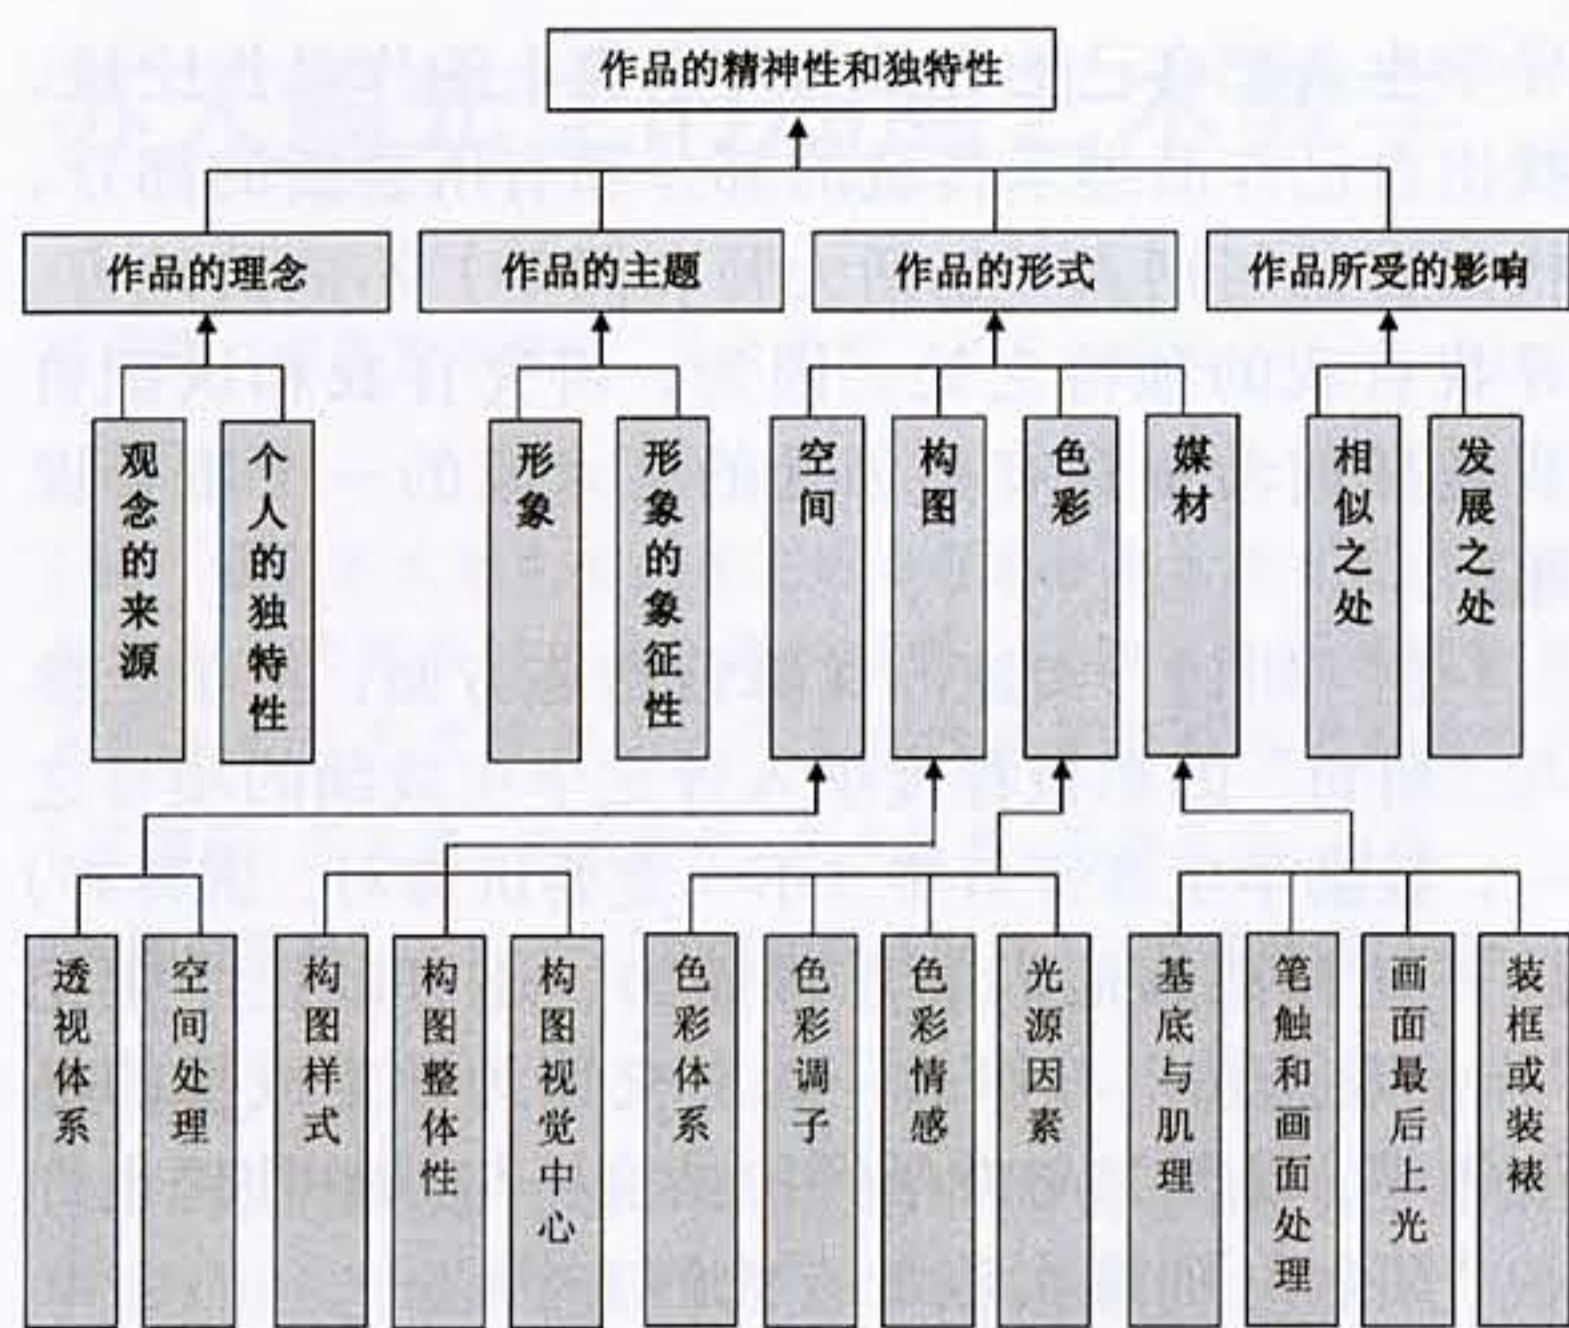 作品的精神性和独特性
作品的理念
作品的主题
作品的形式
作品所受的影响
观念的来源
个人的独特性
形象
形象的象征性
空间
构图
色彩
媒材
相似之处
发展之处
透视体系
空间处理
构图样式
构图整体性
构图视觉中心
色彩体系
色彩调子
色彩情感
光源因素
基底与肌理
笔触和画面处理
画面最后上光
装框或装裱